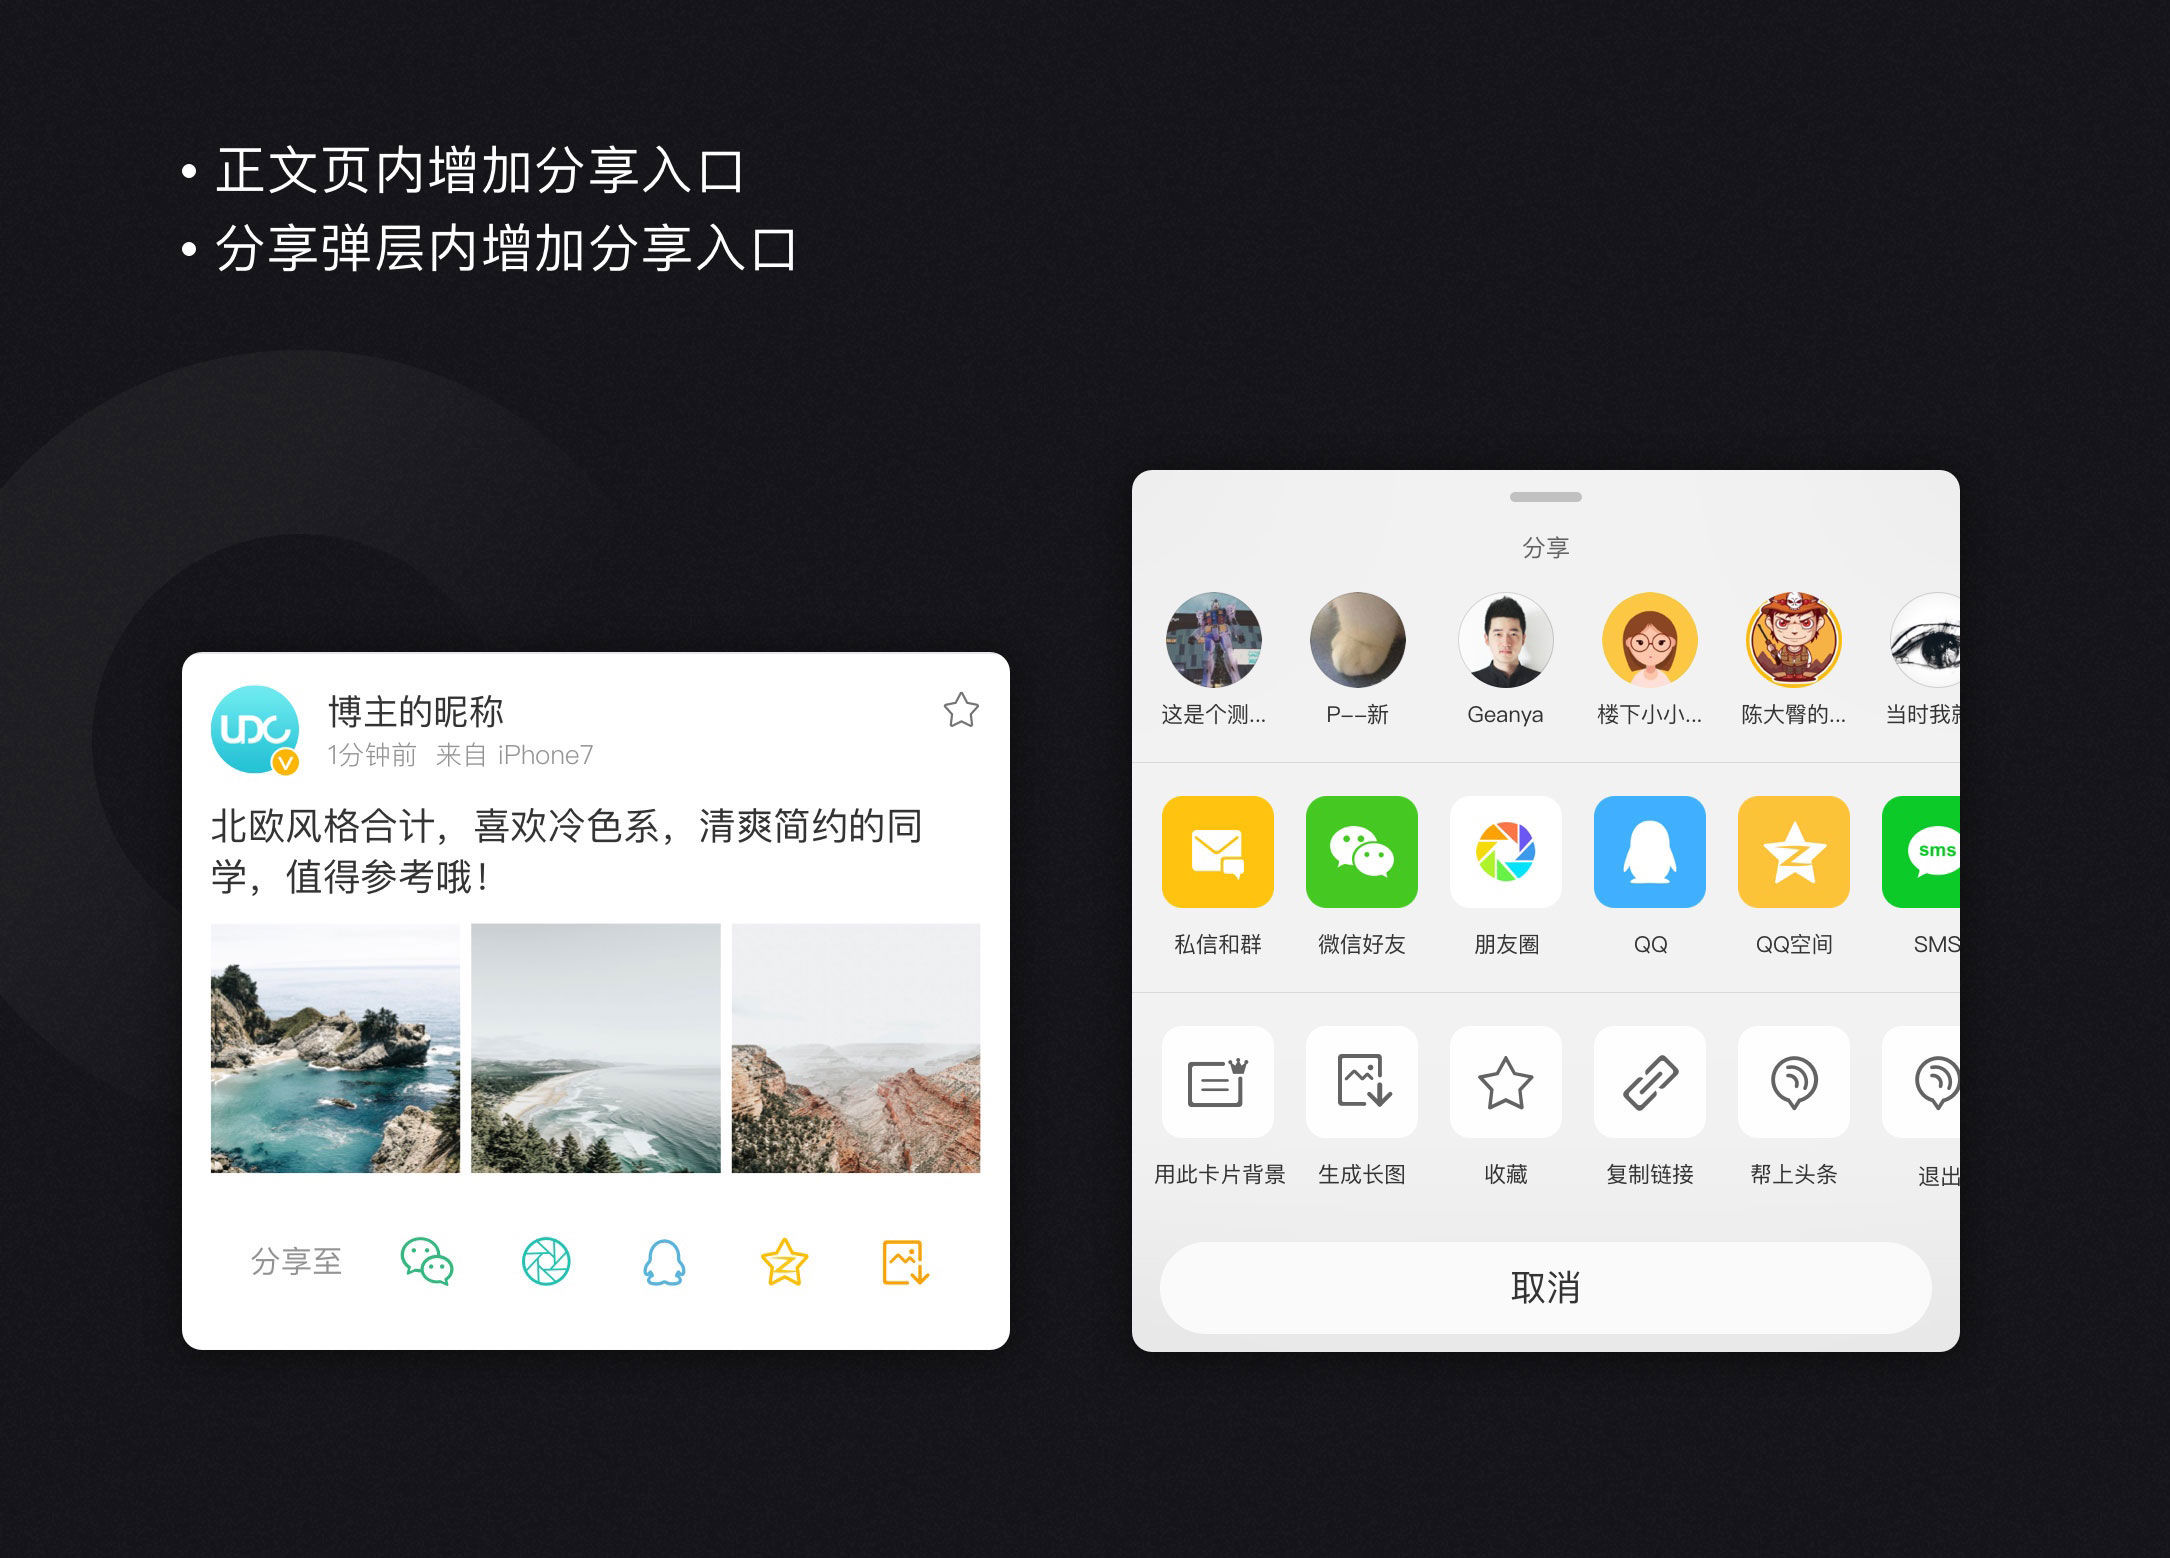 • 正文页内增加分享入口
• 分享弹层内增加分享入口
UDC
V
博主的昵称
1分钟前 来自 iPhone7
北欧风格合计，喜欢冷色系，清爽简约的同
学，值得参考哦！
分享至
分享
这是个测... P--新 Geanya 楼下小小... 陈大臀的... 当时我就
sms
私信和群 微信好友 朋友圈 QQ QQ空间 SMS
用此卡片背景 生成长图 收藏 复制链接 帮上头条 退出
取消